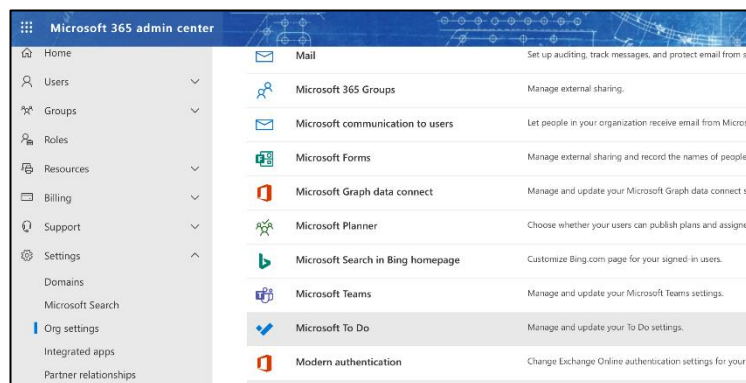 Microsoft 365 admin center
Home
Users
Groups
Roles
Resources
Billing
Support
Settings
Domains
Microsoft Search
Org settings
Integrated apps
Partner relationships
Mail Set up auditing, track messages, and protect email from s
Microsoft 365 Groups Manage external sharing.
Microsoft communication to users Let people in your organization receive email from Micros
Microsoft Forms Manage external sharing and record the names of people
Microsoft Graph data connect Manage and update your Microsoft Graph data connect s
Microsoft Planner Choose whether your users can publish plans and assigne
Microsoft Search in Bing homepage Customize Bing.com page for your signed-in users.
Microsoft Teams Manage and update your Microsoft Teams settings.
Microsoft To Do Manage and update your To Do settings.
Modern authentication Change Exchange Online authentication settings for your